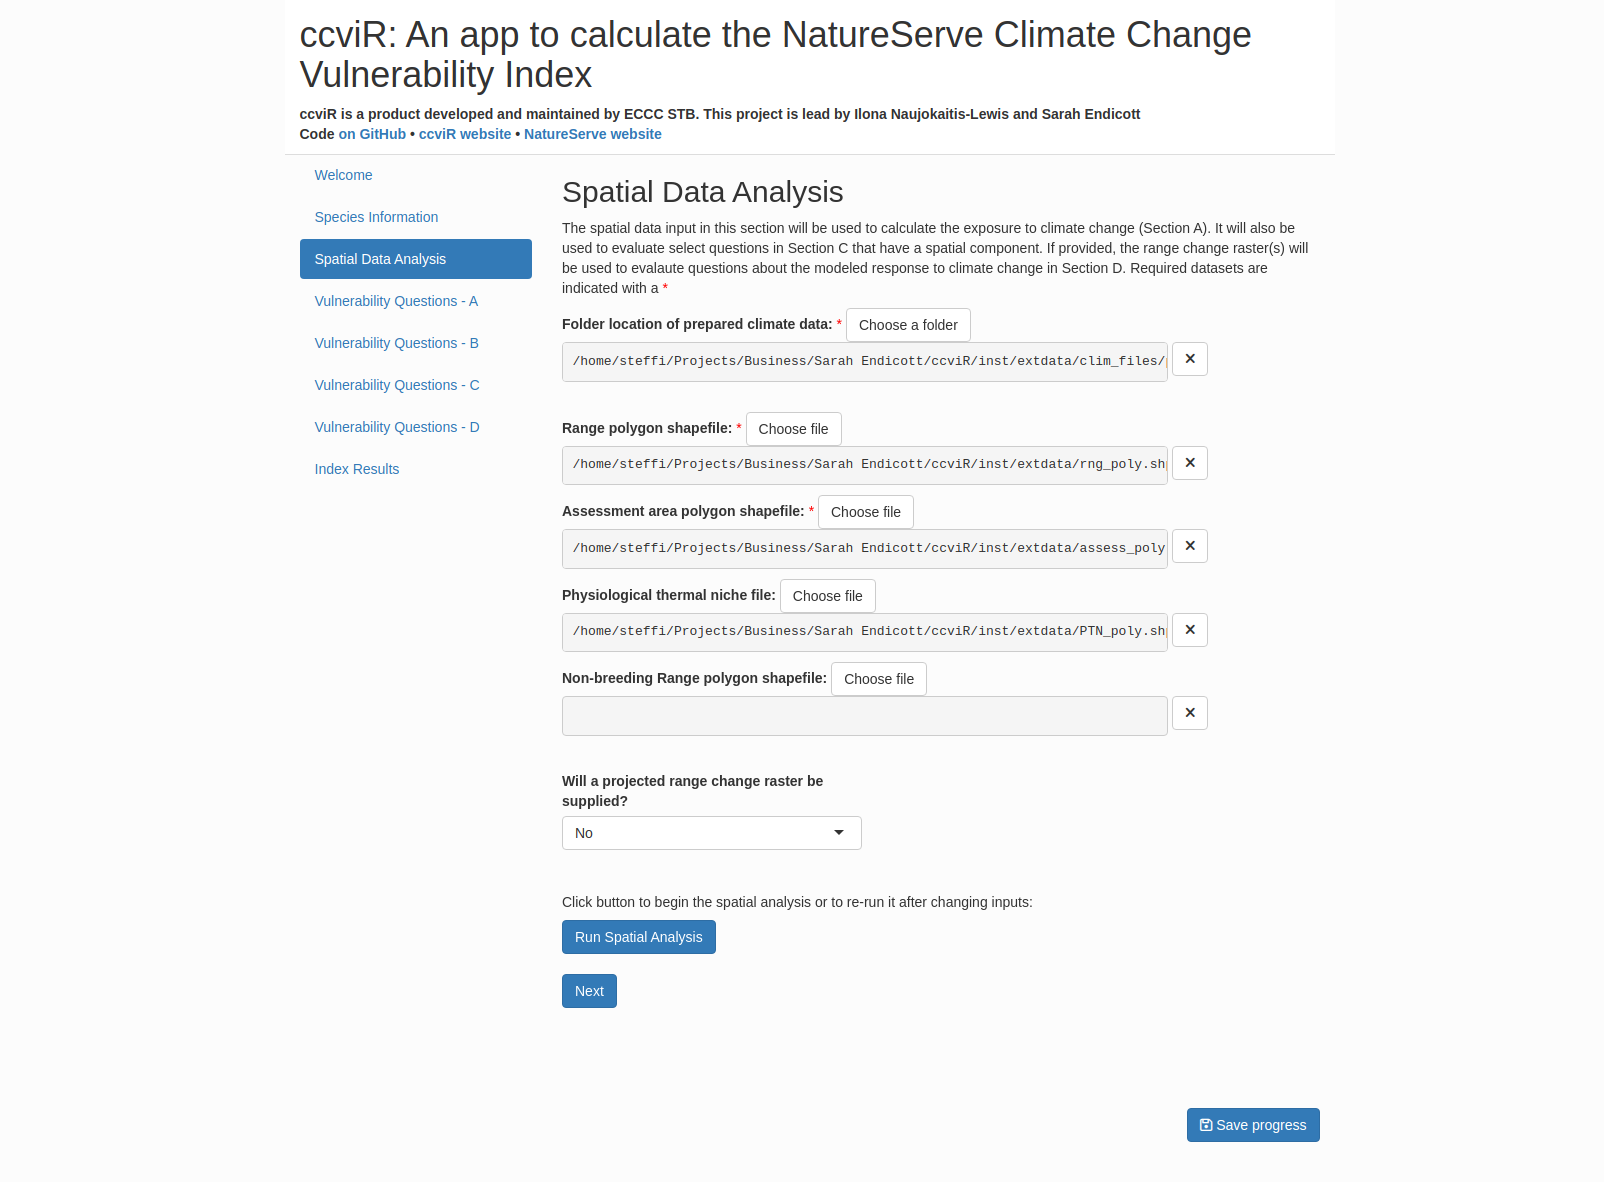 ccviR: An app to calculate the NatureServe Climate Change
Vulnerability Index
ccviR is a product developed and maintained by ECCC STB. This project is lead by Ilona Naujokaitis-Lewis and Sarah Endicott
Code on GitHub • ccviR website • NatureServe website
Welcome
Species Information
Spatial Data Analysis
Vulnerability Questions - A
Vulnerability Questions - B
Vulnerability Questions - C
Vulnerability Questions - D
Index Results
Spatial Data Analysis
The spatial data input in this section will be used to calculate the exposure to climate change (Section A). It will also be
used to evaluate select questions in Section C that have a spatial component. If provided, the range change raster(s) will
be used to evalaute questions about the modeled response to climate change in Section D. Required datasets are
indicated with a *
Folder location of prepared climate data: * Choose a folder
/home/steffi/Projects/Business/Sarah Endicott/ccviR/inst/extdata/clim_files/
Range polygon shapefile: * Choose file
/home/steffi/Projects/Business/Sarah Endicott/ccviR/inst/extdata/rng_poly.shp
Assessment area polygon shapefile: * Choose file
/home/steffi/Projects/Business/Sarah Endicott/ccviR/inst/extdata/assess_poly
Physiological thermal niche file: Choose file
/home/steffi/Projects/Business/Sarah Endicott/ccviR/inst/extdata/PTN_poly.shp
Non-breeding Range polygon shapefile: Choose file
Will a projected range change raster be
supplied?
No
Click button to begin the spatial analysis or to re-run it after changing inputs:
Run Spatial Analysis
Next
Save progress